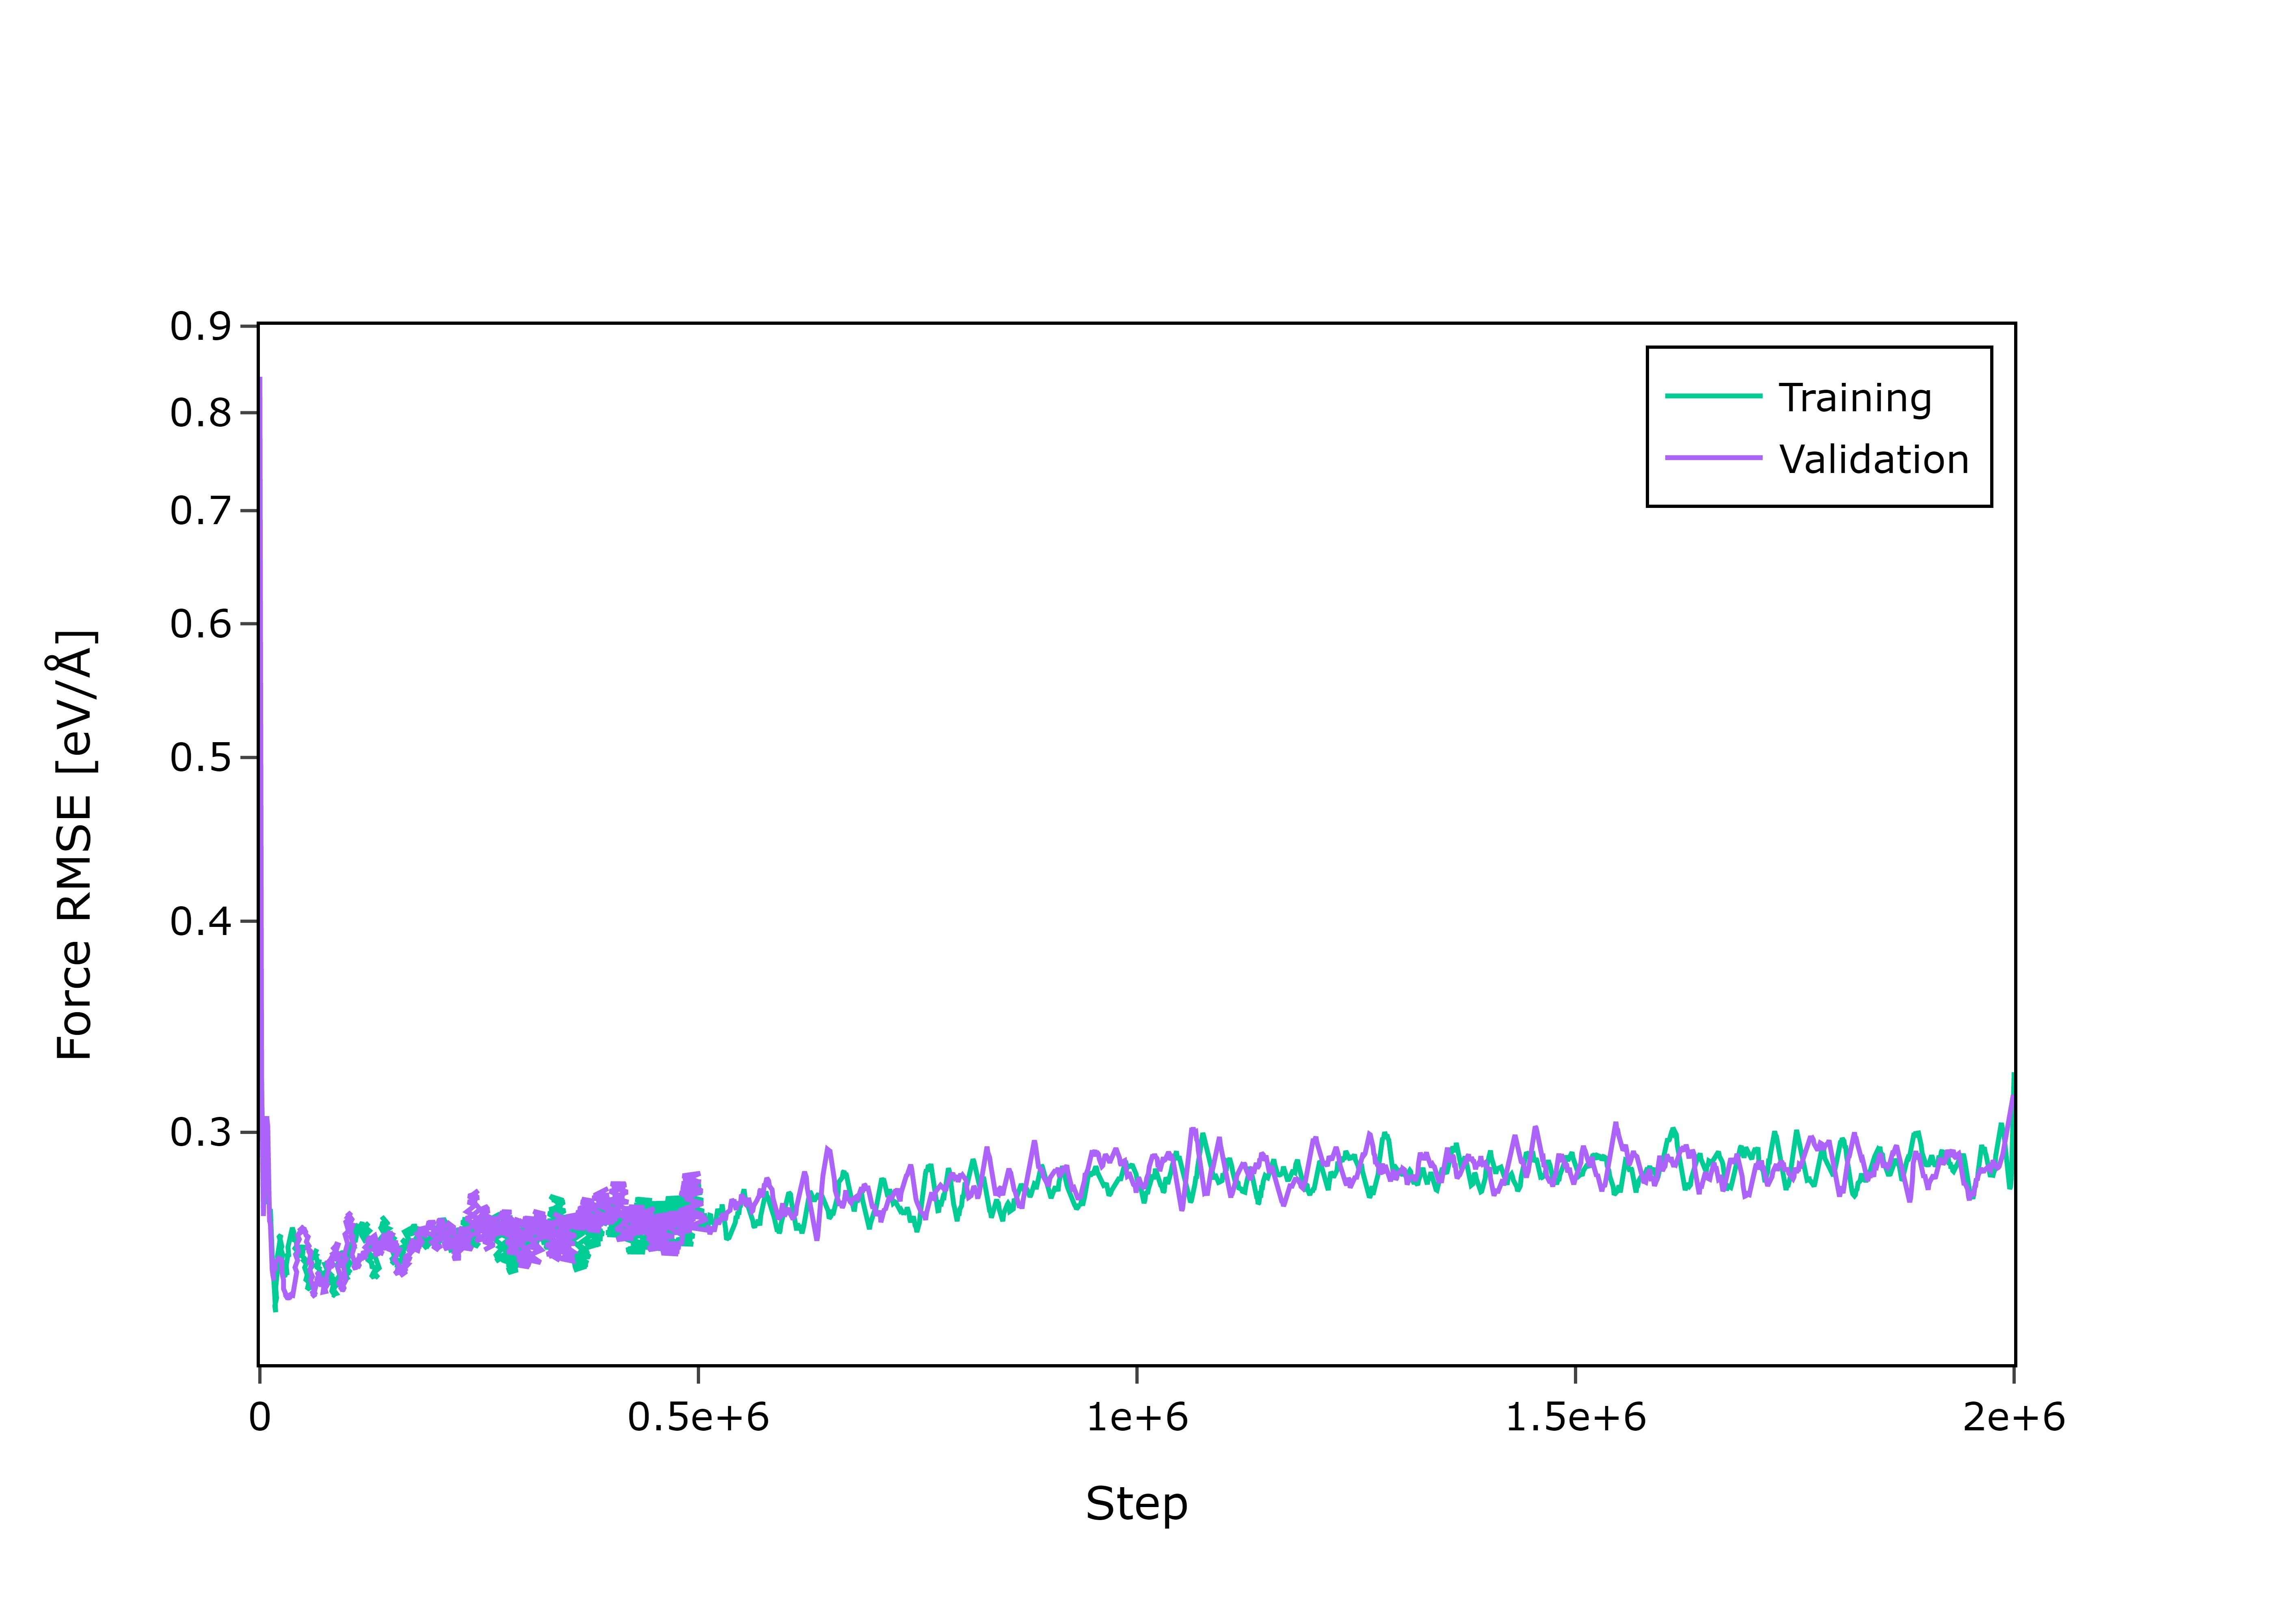 0.9
0.8
0.7
0.6
0.5
0.4
0.3
Force RMSE [eV/Å]
Training
Validation
0
0.5e+6
1e+6
1.5e+6
2e+6
Step